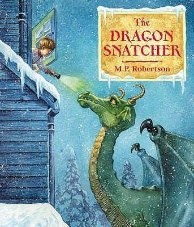 The
DRAGON
SNATCHER
M.P. Robertson